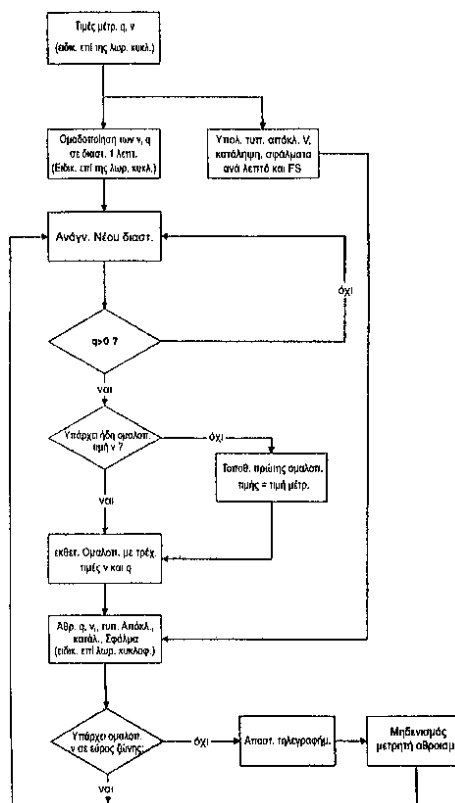 Τιμές μέτρ. q, v
(ειδικ. επί της λωρ. κυκλ.)
Ομαδοποίηση των v, q
σε διαστ. 1 λεπτ.
(Ειδικ. επί της λωρ. κυκλ.)
Υπολ. τυπ. απόκλ. V,
κατάληψη, σφάλματα
ανά λεπτό και FS
Ανάγν. Νέου διαστ.
όχι
q>0 ?
ναι
Υπάρχει ήδη ομαλοπ.
τιμή v ?
όχι
Τοποθ. πρώτης ομαλοπ.
τιμής = τιμή μέτρ.
ναι
εκθετ. Ομαλοπ. με τρέχ.
τιμές v και q
Άθρ. q, v,, τυπ. Απόκλ.,
κατάλ., Σφάλμα
(ειδικ. επί λωρ. κυκλοφ.)
Υπάρχει ομαλοπ.
v σε εύρος ζώνης;
όχι
Αποστ. τηλεγραφήμ.
Μηδενισμός
μετρητή αθροισμ
ναι